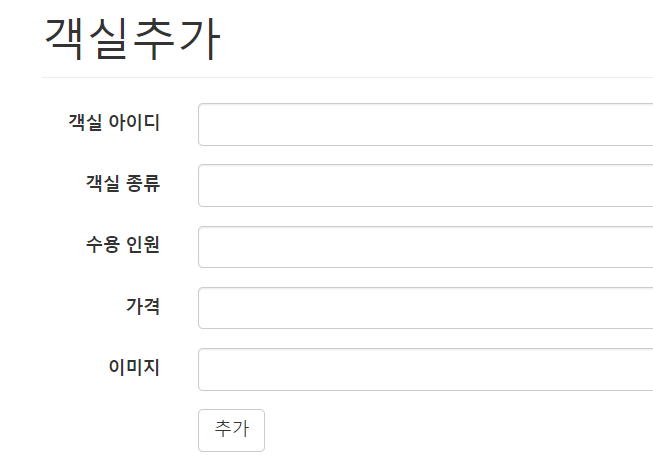 객실추가
객실 아이디
객실 종류
수용 인원
가격
이미지
추가